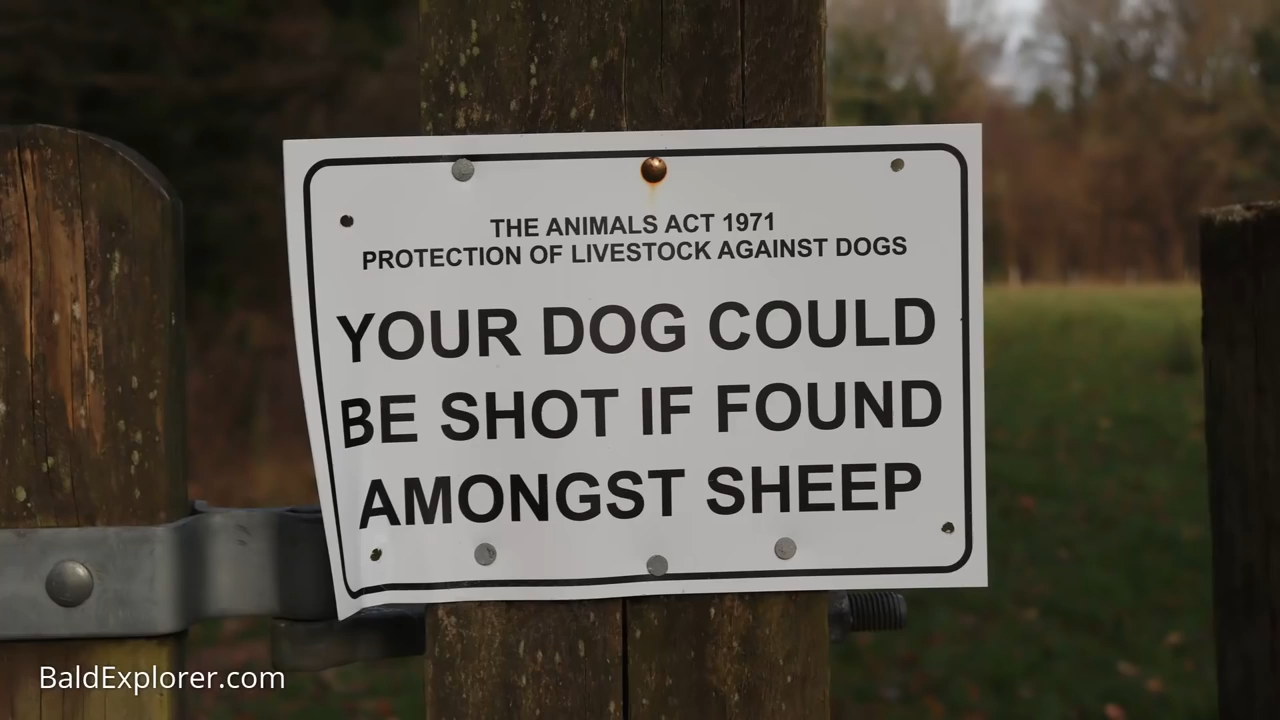 THE ANIMALS ACT 1971
PROTECTION OF LIVESTOCK AGAINST DOGS
YOUR DOG COULD
BE SHOT IF FOUND
AMONGST SHEEP
BaldExplorer.com